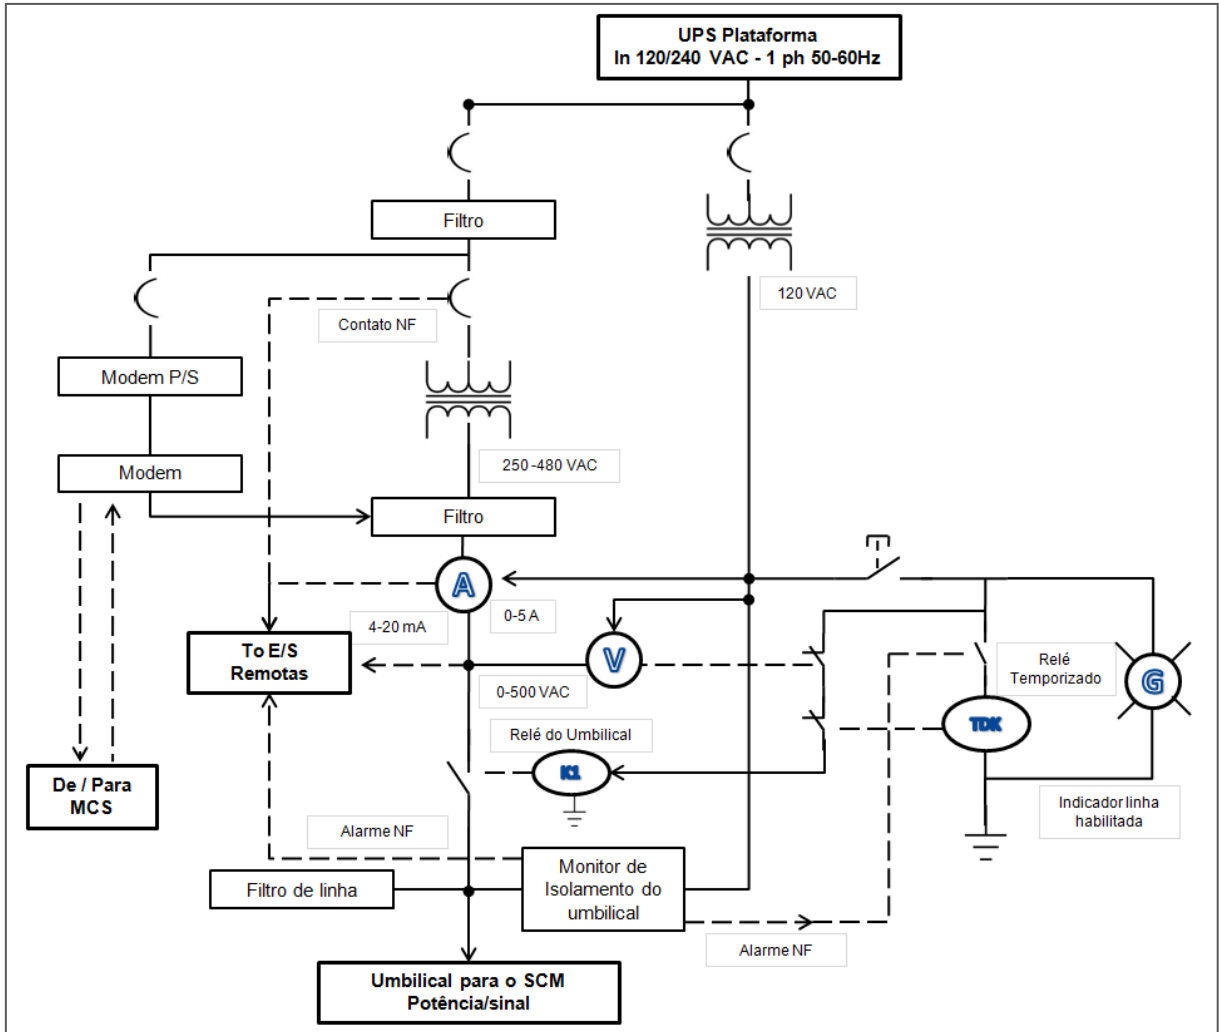 UPS Plataforma
In 120/240 VAC - 1 ph 50-60Hz
Filtro
120 VAC
Contato NF
Modem P/S
250 -480 VAC
Modem
Filtro
A
0-5 A
4-20 mA
To E/S
Remotas
V
0-500 VAC
Relé
Temporizado
G
TDK
Relé do Umbilical
K1
De / Para
MCS
Indicador linha
habilitada
Alarme NF
Monitor de
Isolamento do
umbilical
Filtro de linha
Alarme NF
Umbilical para o SCM
Potência/sinal